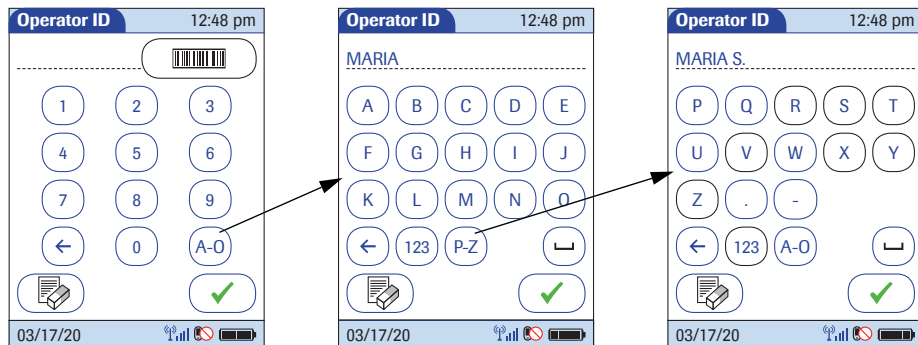 Operator ID 12:48 pm
1 2 3
4 5 6
7 8 9
← 0 A-O
03/17/20
Operator ID 12:48 pm
MARIA
A B C D E
F G H I J
K L M N O
← 123 P-Z
03/17/20
Operator ID 12:48 pm
MARIA S.
P Q R S T
U V W X Y
Z . -
← 123 A-O
03/17/20